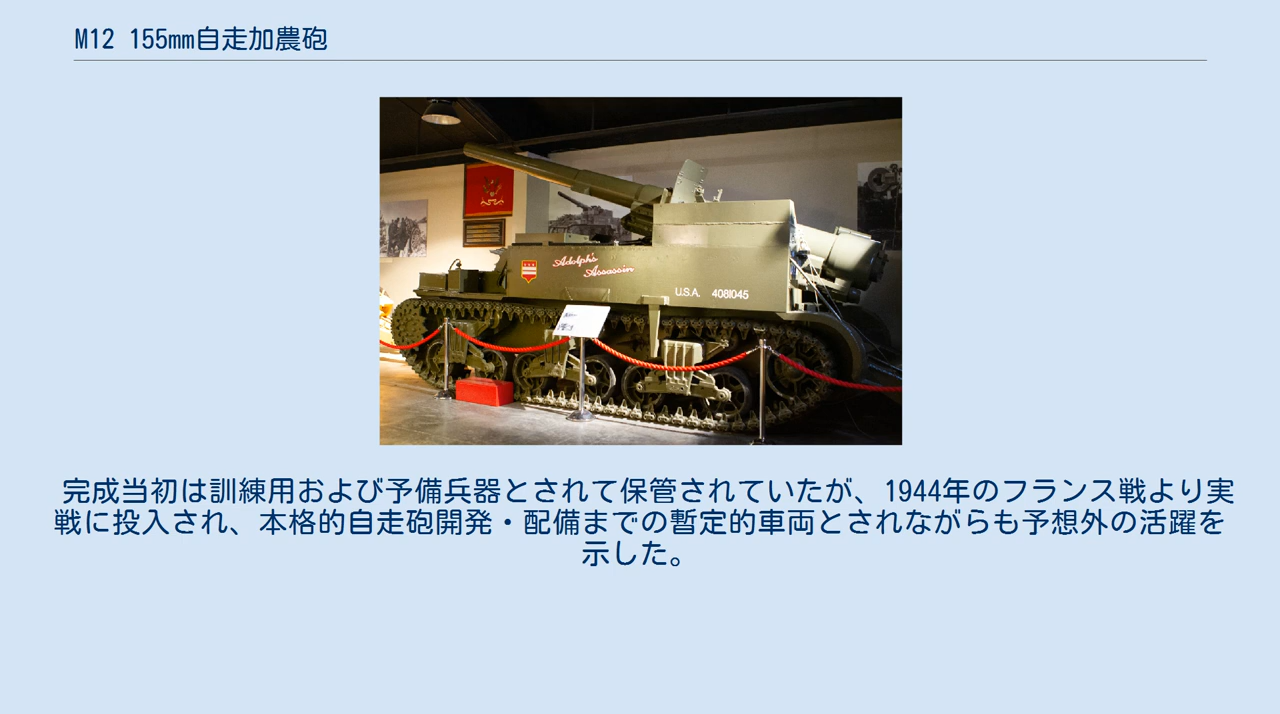 M12 155mm自走加農砲
Adolph's
Assassin
U.S.A. 4081045
完成当初は訓練用および予備兵器とされて保管されていたが、1944年のフランス戦より実
戦に投入され、本格的自走砲開発・配備までの暫定的車両とされながらも予想外の活躍を
示した。